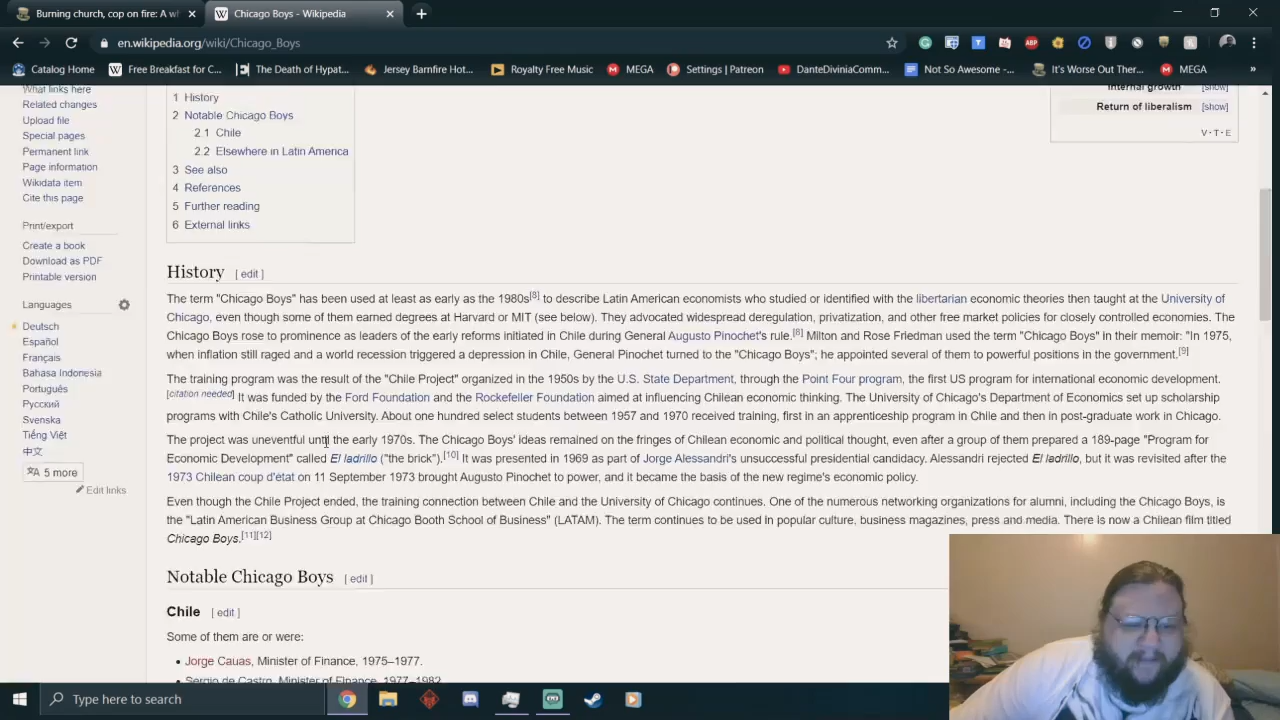 Burning church, cop on fire: A w
Chicago Boys - Wikipedia
en.wikipedia.org/wiki/Chicago_Boys
Catalog Home
Free Breakfast for C...
The Death of Hypat...
Jersey Barnfire Hot...
Royalty Free Music
MEGA
Settings | Patreon
DanteDiviniaComm...
Not So Awesome -...
It's Worse Out Ther...
MEGA
»
What links here
Related changes
Upload file
Special pages
Permanent link
Page information
Wikidata item
Cite this page
Print/export
Create a book
Download as PDF
Printable version
Languages
Deutsch
Español
Français
Bahasa Indonesia
Português
Русский
Svenska
Tiếng Việt
中文
5 more
Edit links
1 History
2 Notable Chicago Boys
2.1 Chile
2.2 Elsewhere in Latin America
3 See also
4 References
5 Further reading
6 External links
Internal growth [show]
Return of liberalism [show]
V · T · E
History [ edit ]
The term "Chicago Boys" has been used at least as early as the 1980s[8] to describe Latin American economists who studied or identified with the libertarian economic theories then taught at the University of
Chicago, even though some of them earned degrees at Harvard or MIT (see below). They advocated widespread deregulation, privatization, and other free market policies for closely controlled economies. The
Chicago Boys rose to prominence as leaders of the early reforms initiated in Chile during General Augusto Pinochet's rule.[8] Milton and Rose Friedman used the term "Chicago Boys" in their memoir: "In 1975,
when inflation still raged and a world recession triggered a depression in Chile, General Pinochet turned to the "Chicago Boys"; he appointed several of them to powerful positions in the government.[9]
The training program was the result of the "Chile Project" organized in the 1950s by the U.S. State Department, through the Point Four program, the first US program for international economic development.
[citation needed] It was funded by the Ford Foundation and the Rockefeller Foundation aimed at influencing Chilean economic thinking. The University of Chicago's Department of Economics set up scholarship
programs with Chile's Catholic University. About one hundred select students between 1957 and 1970 received training, first in an apprenticeship program in Chile and then in post-graduate work in Chicago.
The project was uneventful until the early 1970s. The Chicago Boys' ideas remained on the fringes of Chilean economic and political thought, even after a group of them prepared a 189-page "Program for
Economic Development" called El ladrillo ("the brick").[10] It was presented in 1969 as part of Jorge Alessandri's unsuccessful presidential candidacy. Alessandri rejected El ladrillo, but it was revisited after the
1973 Chilean coup d'état on 11 September 1973 brought Augusto Pinochet to power, and it became the basis of the new regime's economic policy.
Even though the Chile Project ended, the training connection between Chile and the University of Chicago continues. One of the numerous networking organizations for alumni, including the Chicago Boys, is
the "Latin American Business Group at Chicago Booth School of Business" (LATAM). The term continues to be used in popular culture, business magazines, press and media. There is now a Chilean film titled
Chicago Boys.[11][12]
Notable Chicago Boys [ edit ]
Chile [ edit ]
Some of them are or were:
• Jorge Cauas, Minister of Finance, 1975–1977.
• Sergio de Castro, Minister of Finance, 1977–1982
Type here to search